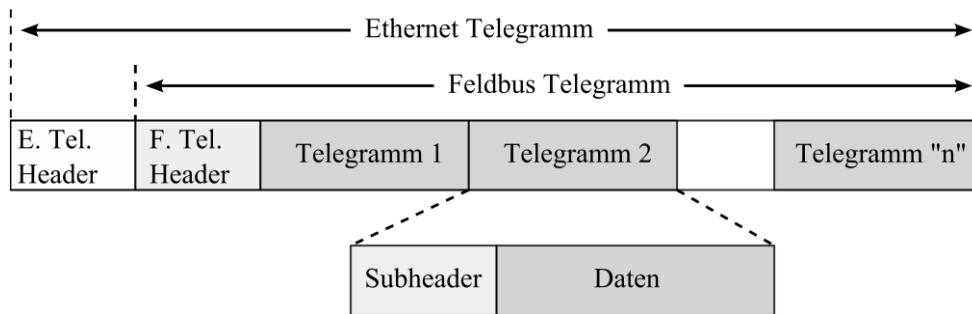 Ethernet Telegramm
Feldbus Telegramm
E. Tel.
Header
F. Tel.
Header
Telegramm 1
Telegramm 2
Telegramm "n"
Subheader
Daten